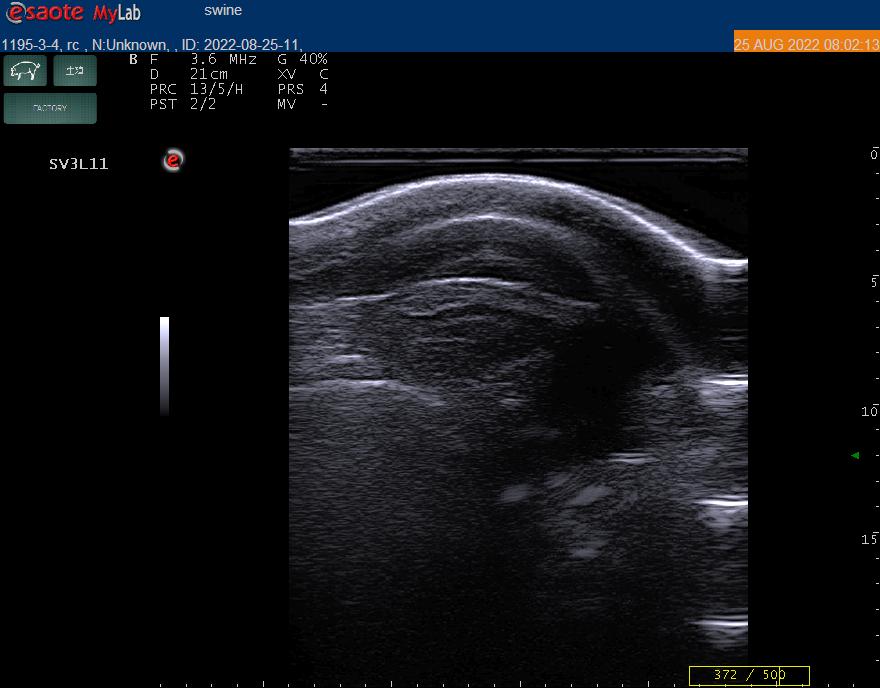 esaote MyLab
swine
1195-3-4, rc , N:Unknown, , ID: 2022-08-25-11,
25 AUG 2022 08:02:13
B F 3.6 MHz G 40%
D 21cm XV C
PRC 13/5/H PRS 4
PST 2/2 MV -
FACTORY
SV3L11
e
0
5
10
15
372 / 500